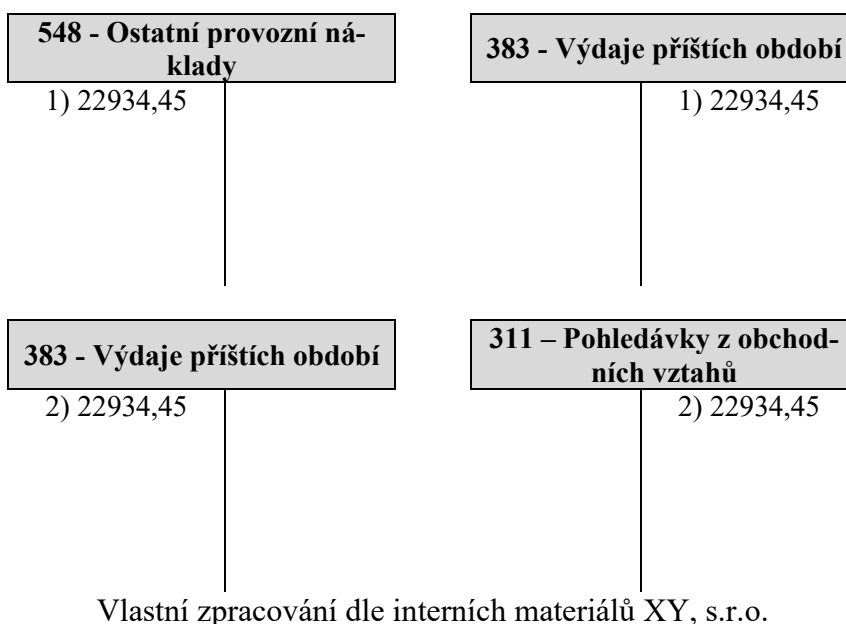 548 - Ostatní provozní ná-
klady
383 - Výdaje příštích období
1) 22934,45
1) 22934,45
383 - Výdaje příštích období
311 – Pohledávky z obchod-
ních vztahů
2) 22934,45
2) 22934,45
Vlastní zpracování dle interních materiálů XY, s.r.o.